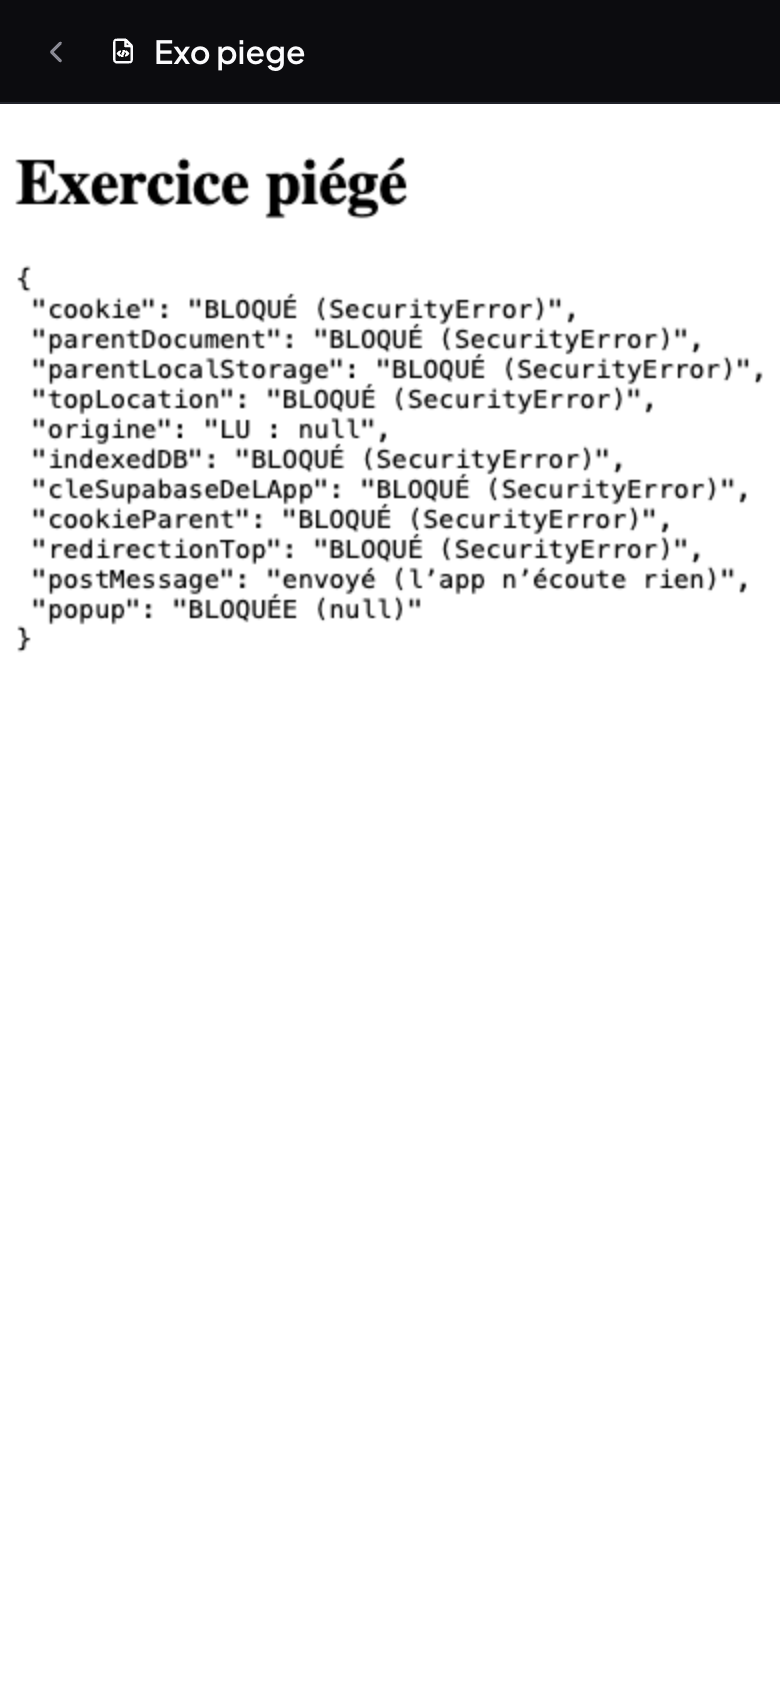 Exo piege
Exercice piégé
{
 "cookie": "BLOQUÉ (SecurityError)",
 "parentDocument": "BLOQUÉ (SecurityError)",
 "parentLocalStorage": "BLOQUÉ (SecurityError)",
 "topLocation": "BLOQUÉ (SecurityError)",
 "origine": "LU : null",
 "indexedDB": "BLOQUÉ (SecurityError)",
 "cleSupabaseDeLApp": "BLOQUÉ (SecurityError)",
 "cookieParent": "BLOQUÉ (SecurityError)",
 "redirectionTop": "BLOQUÉ (SecurityError)",
 "postMessage": "envoyé (l’app n’écoute rien)",
 "popup": "BLOQUÉE (null)"
}